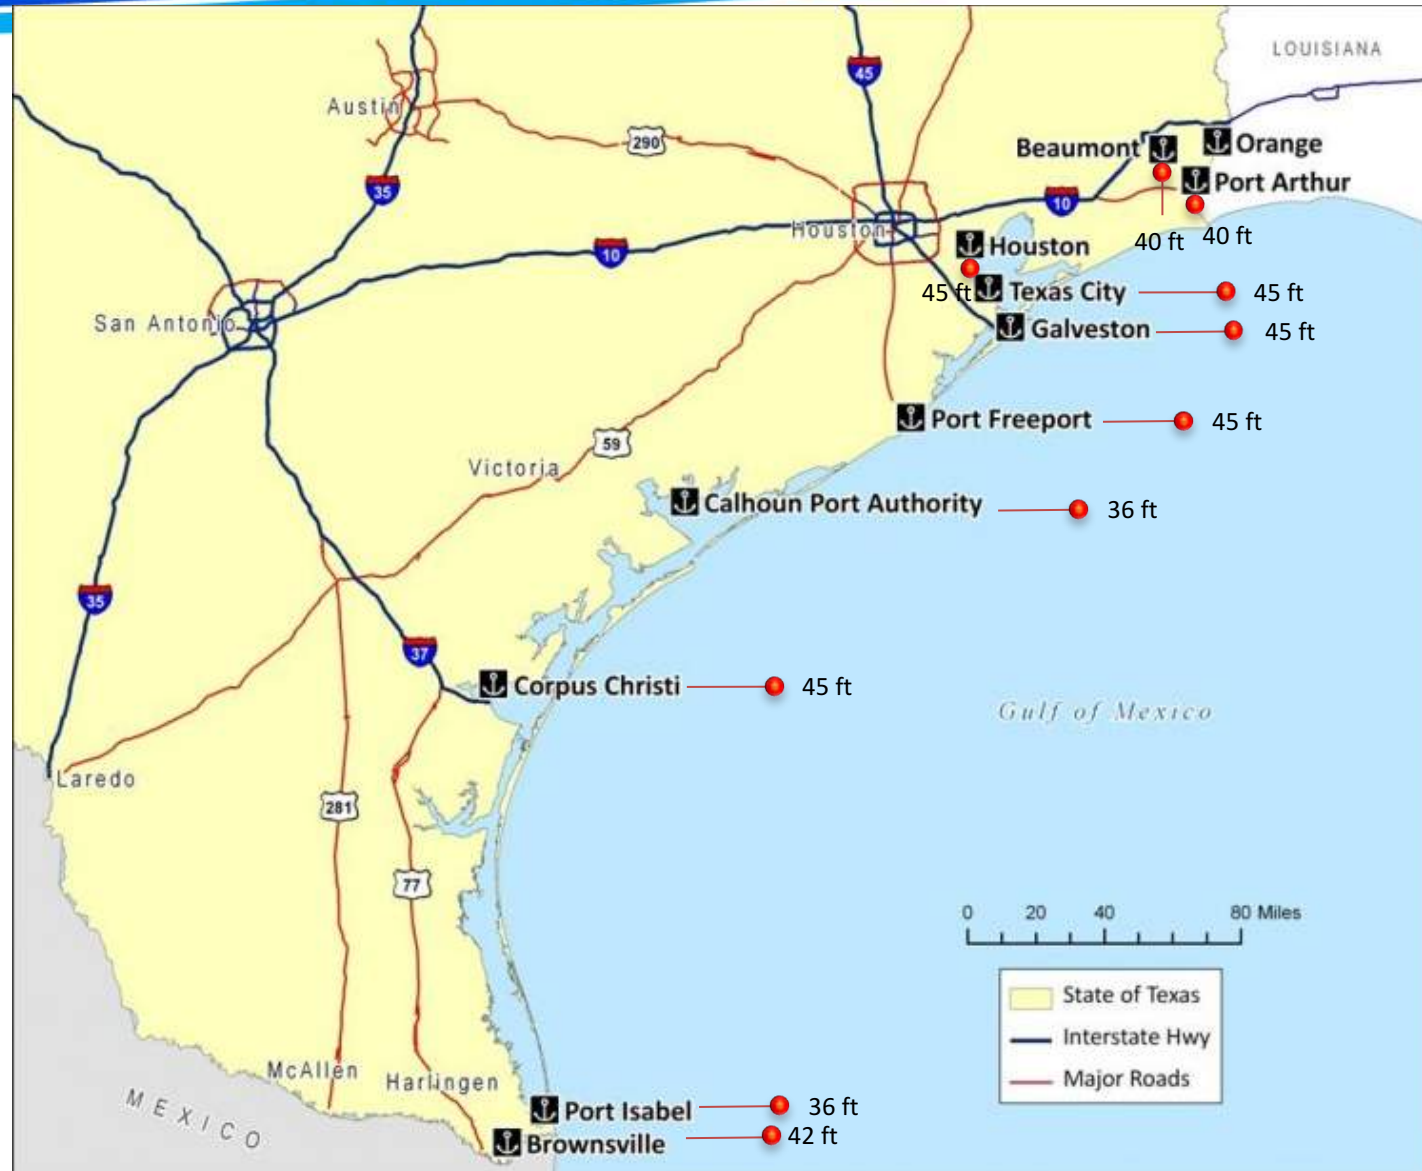 LOUISIANA
45
Austin
290
Beaumont
Orange
35
Port Arthur
10
Houston
40 ft
40 ft
10
Houston
45 ft
Texas City
45 ft
San Antonio
Galveston
45 ft
Port Freeport
45 ft
59
Victoria
Calhoun Port Authority
36 ft
35
37
Corpus Christi
45 ft
Gulf of Mexico
Laredo
281
77
0 20 40 80 Miles
State of Texas
Interstate Hwy
Major Roads
McAllen
Harlingen
MEXICO
Port Isabel
36 ft
Brownsville
42 ft